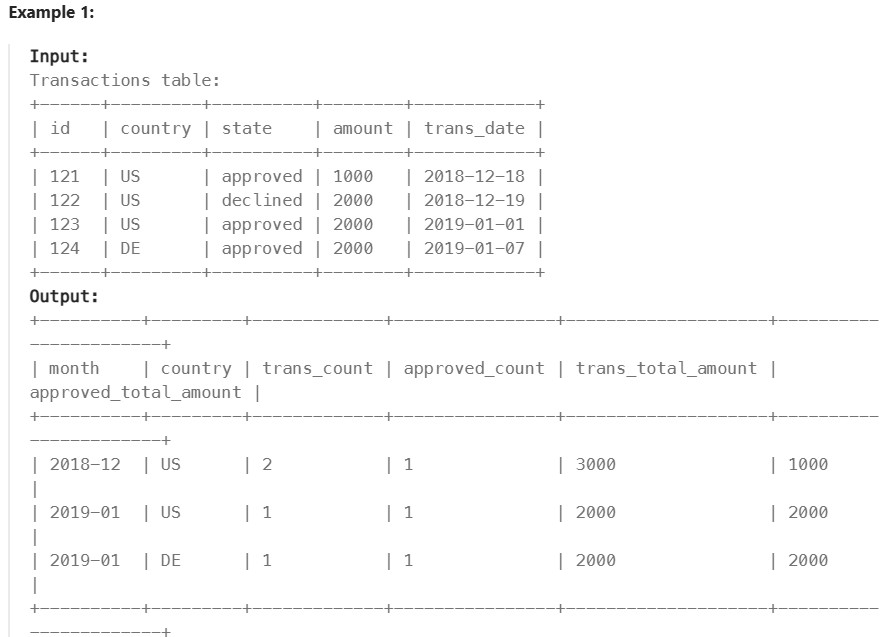 Example 1:
Input:
Transactions table:
+------+---------+----------+--------+------------+
| id   | country | state    | amount | trans_date |
+------+---------+----------+--------+------------+
| 121  | US      | approved | 1000   | 2018-12-18 |
| 122  | US      | declined | 2000   | 2018-12-19 |
| 123  | US      | approved | 2000   | 2019-01-01 |
| 124  | DE      | approved | 2000   | 2019-01-07 |
+------+---------+----------+--------+------------+
Output:
+----------+---------+-------------+----------------+--------------------+----------
-------------+
| month    | country | trans_count | approved_count | trans_total_amount |
approved_total_amount |
+----------+---------+-------------+----------------+--------------------+----------
-------------+
| 2018-12  | US      | 2           | 1              | 3000               | 1000
|
| 2019-01  | US      | 1           | 1              | 2000               | 2000
|
| 2019-01  | DE      | 1           | 1              | 2000               | 2000
|
+----------+---------+-------------+----------------+--------------------+----------
-------------+